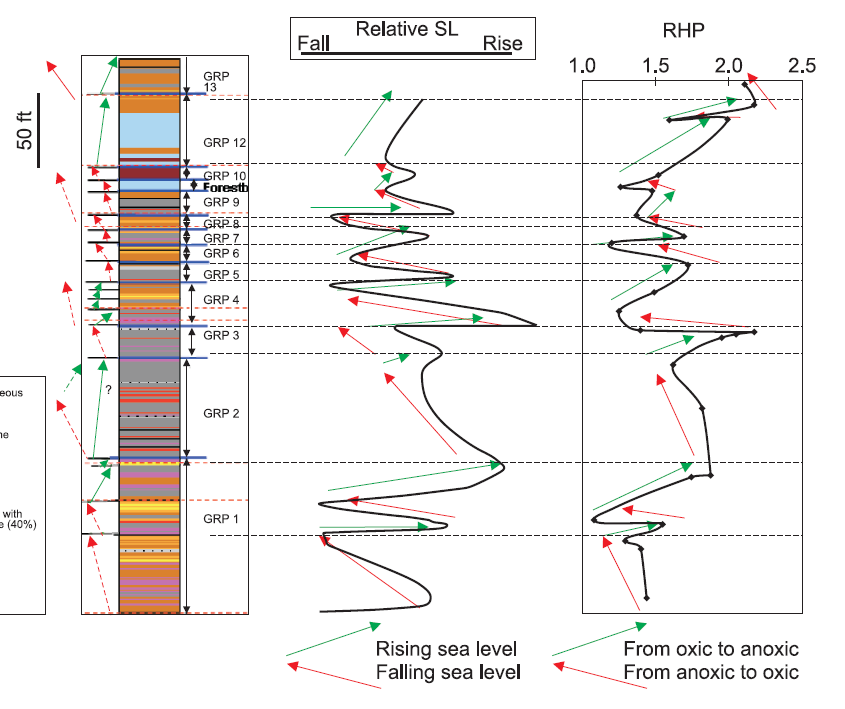 Relative SL
Fall Rise
RHP
1.0 1.5 2.0 2.5
50 ft
GRP
13
GRP 12
GRP 10
Forestb
GRP 9
GRP 8
GRP 7
GRP 6
GRP 5
GRP 4
GRP 3
?
GRP 2
GRP 1
eous
ne
with
e (40%)
Rising sea level
Falling sea level
From oxic to anoxic
From anoxic to oxic